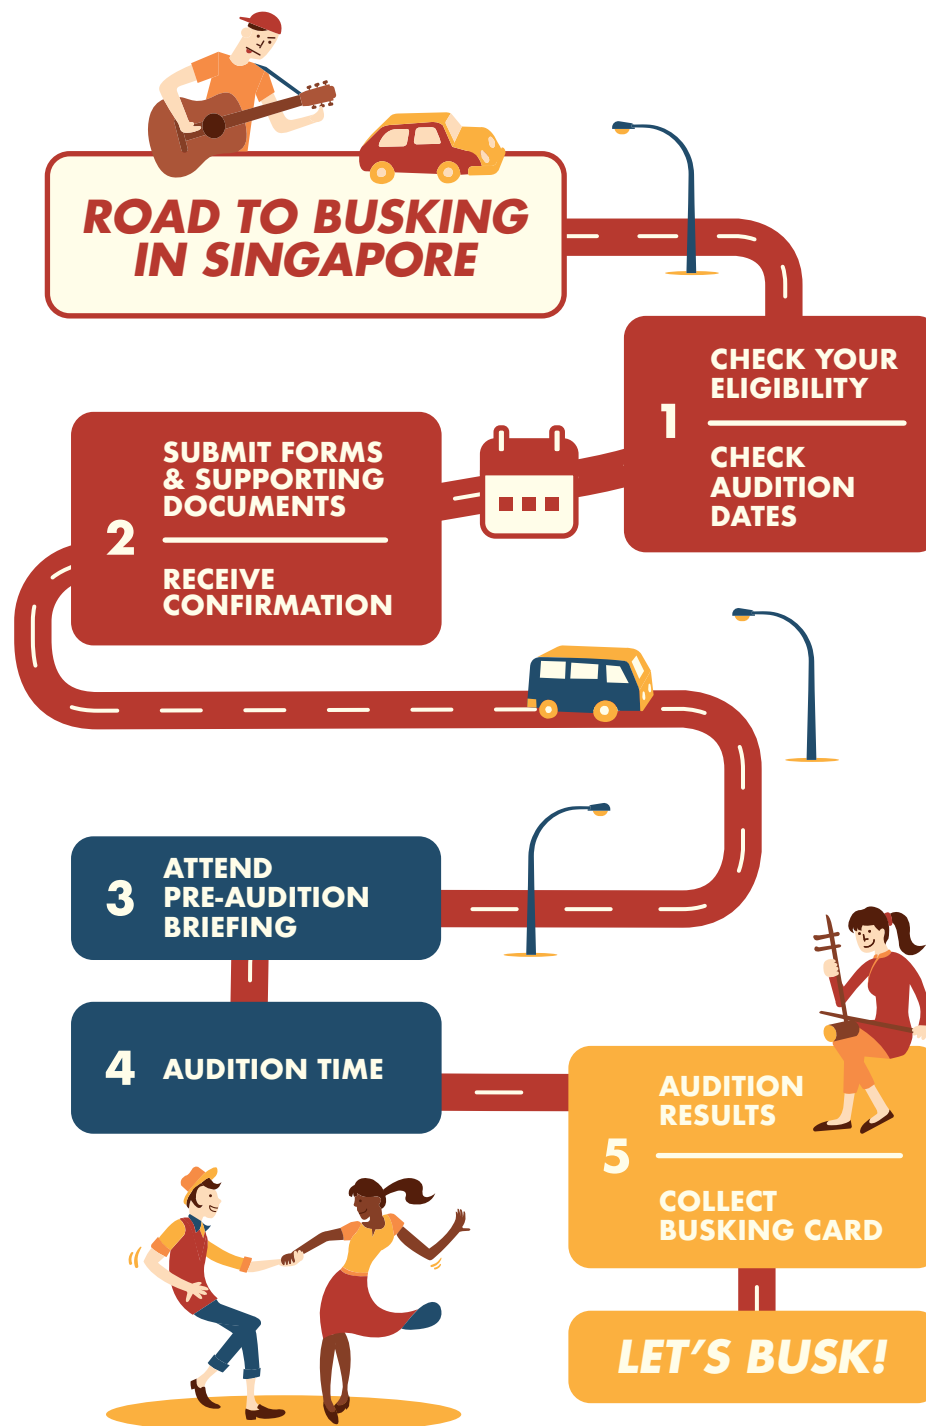 ROAD TO BUSKING
IN SINGAPORE
1
CHECK YOUR
ELIGIBILITY
CHECK
AUDITION
DATES
2
SUBMIT FORMS
& SUPPORTING
DOCUMENTS
RECEIVE
CONFIRMATION
3
ATTEND
PRE-AUDITION
BRIEFING
4
AUDITION TIME
5
AUDITION
RESULTS
COLLECT
BUSKING CARD
LET'S BUSK!